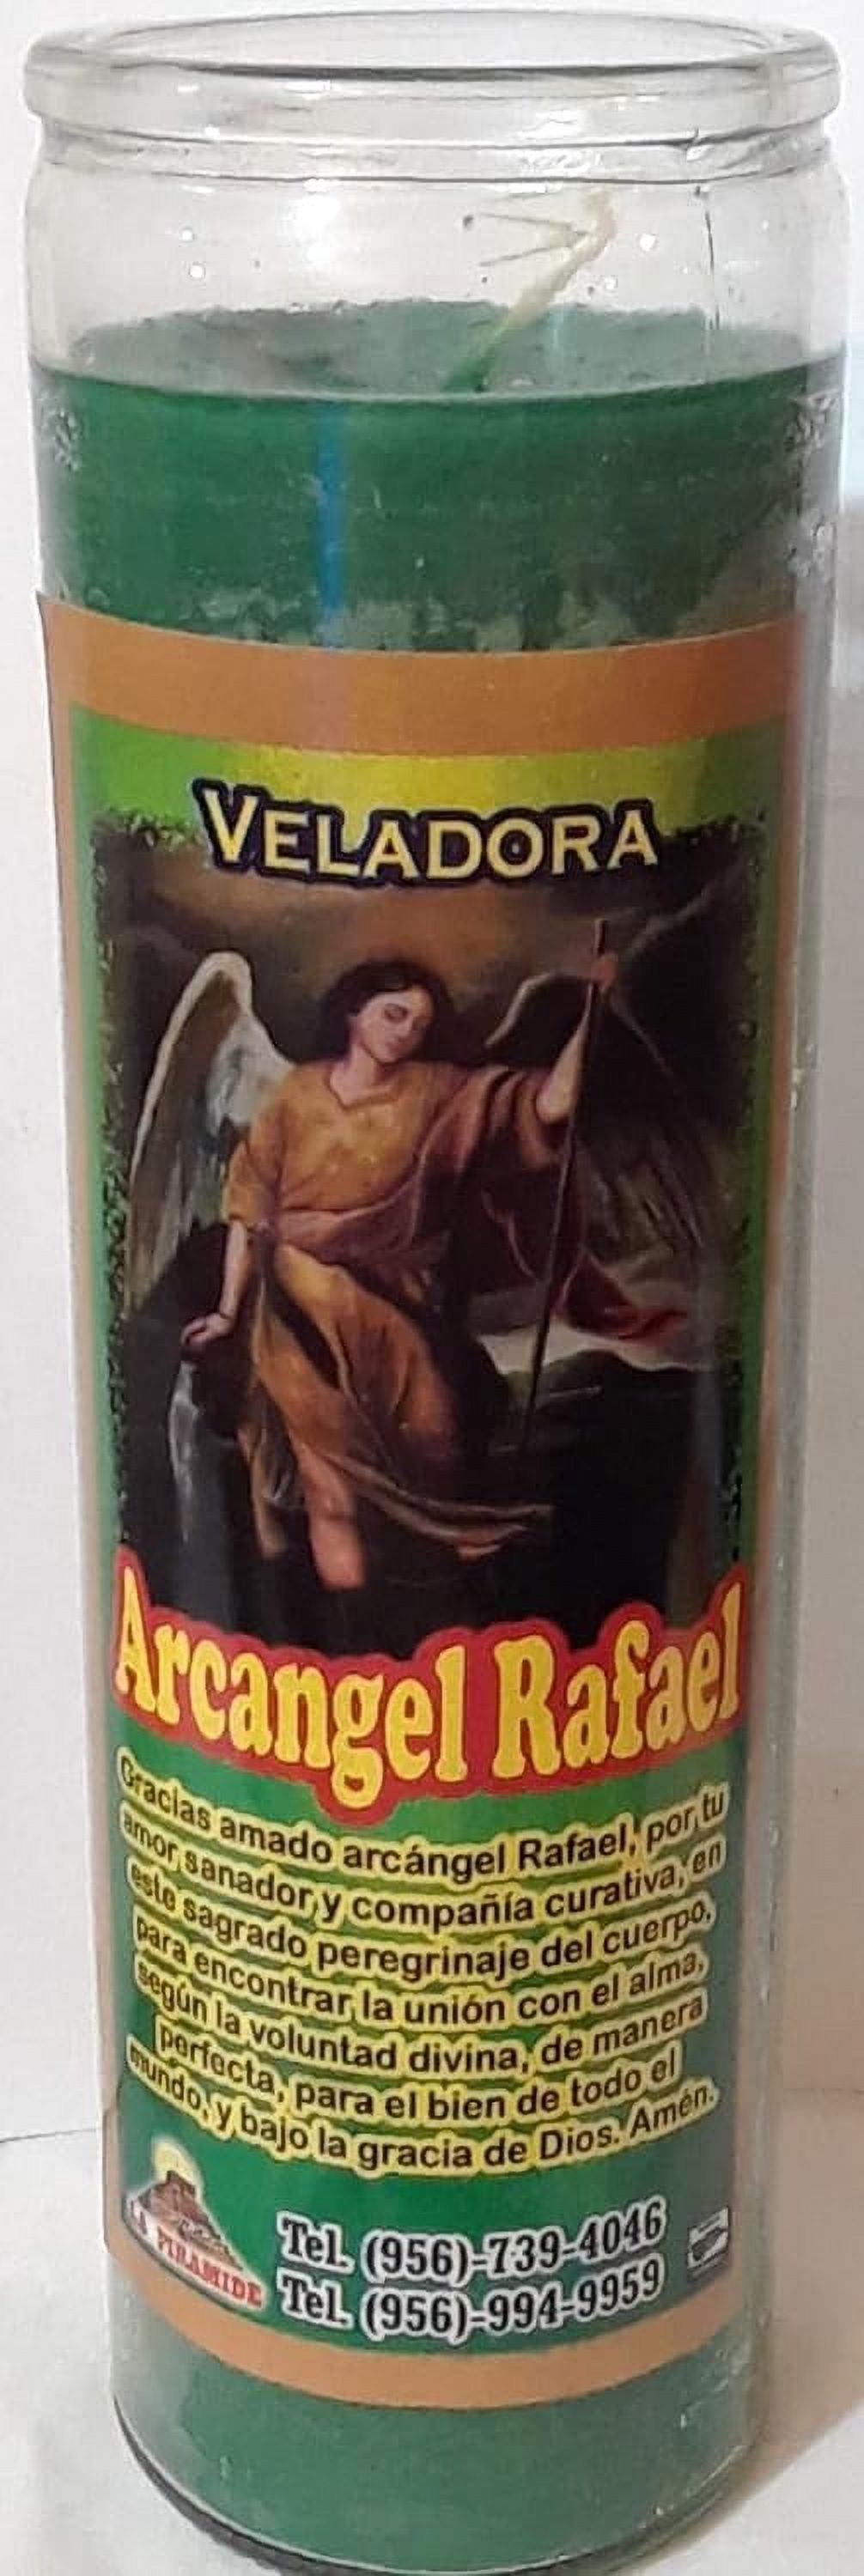 VELADORA
Arcangel Rafael
Gracias amado arcángel Rafael, por tu
amor sanador y compañía curativa, en
este sagrado peregrinaje del cuerpo,
para encontrar la unión con el alma,
según la voluntad divina, de manera
perfecta, para el bien de todo el
mundo, y bajo la gracia de Dios. Amén.
LA PIRAMIDE
Tel. (956)-739-4046
Tel. (956)-994-9959